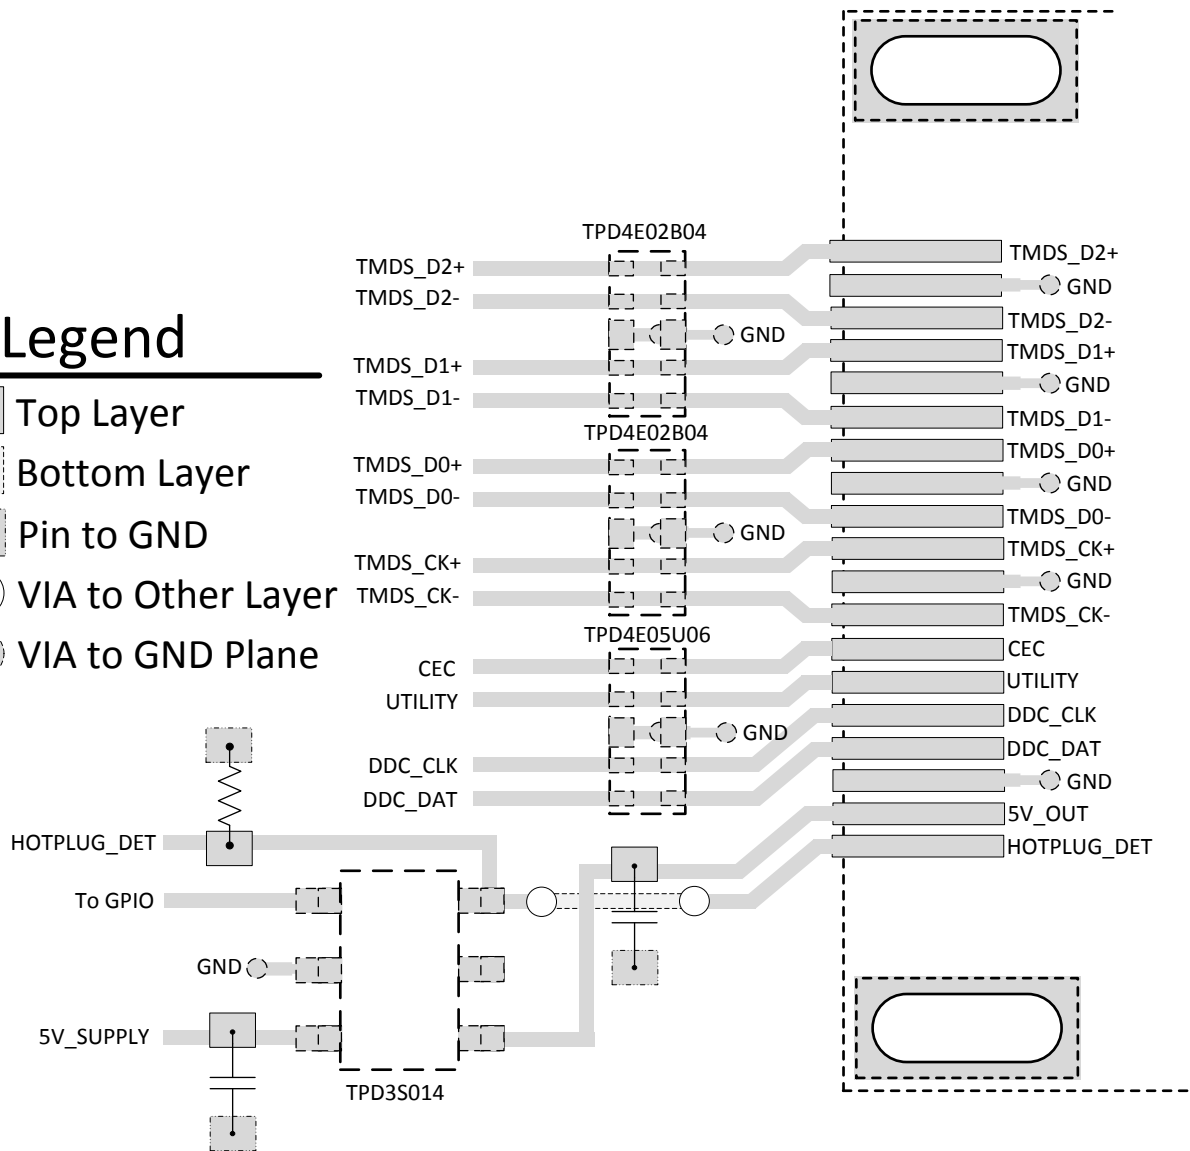 Legend
Top Layer
Bottom Layer
Pin to GND
VIA to Other Layer
VIA to GND Plane
TPD4E02B04
TMDS_D2+
TMDS_D2-
GND
TMDS_D1+
TMDS_D1-
TPD4E02B04
TMDS_D0+
TMDS_D0-
GND
TMDS_CK+
TMDS_CK-
TPD4E05U06
CEC
UTILITY
GND
DDC_CLK
DDC_DAT
HOTPLUG_DET
To GPIO
GND
5V_SUPPLY
TPD3S014
TMDS_D2+
GND
TMDS_D2-
TMDS_D1+
GND
TMDS_D1-
TMDS_D0+
GND
TMDS_D0-
TMDS_CK+
GND
TMDS_CK-
CEC
UTILITY
DDC_CLK
DDC_DAT
GND
5V_OUT
HOTPLUG_DET